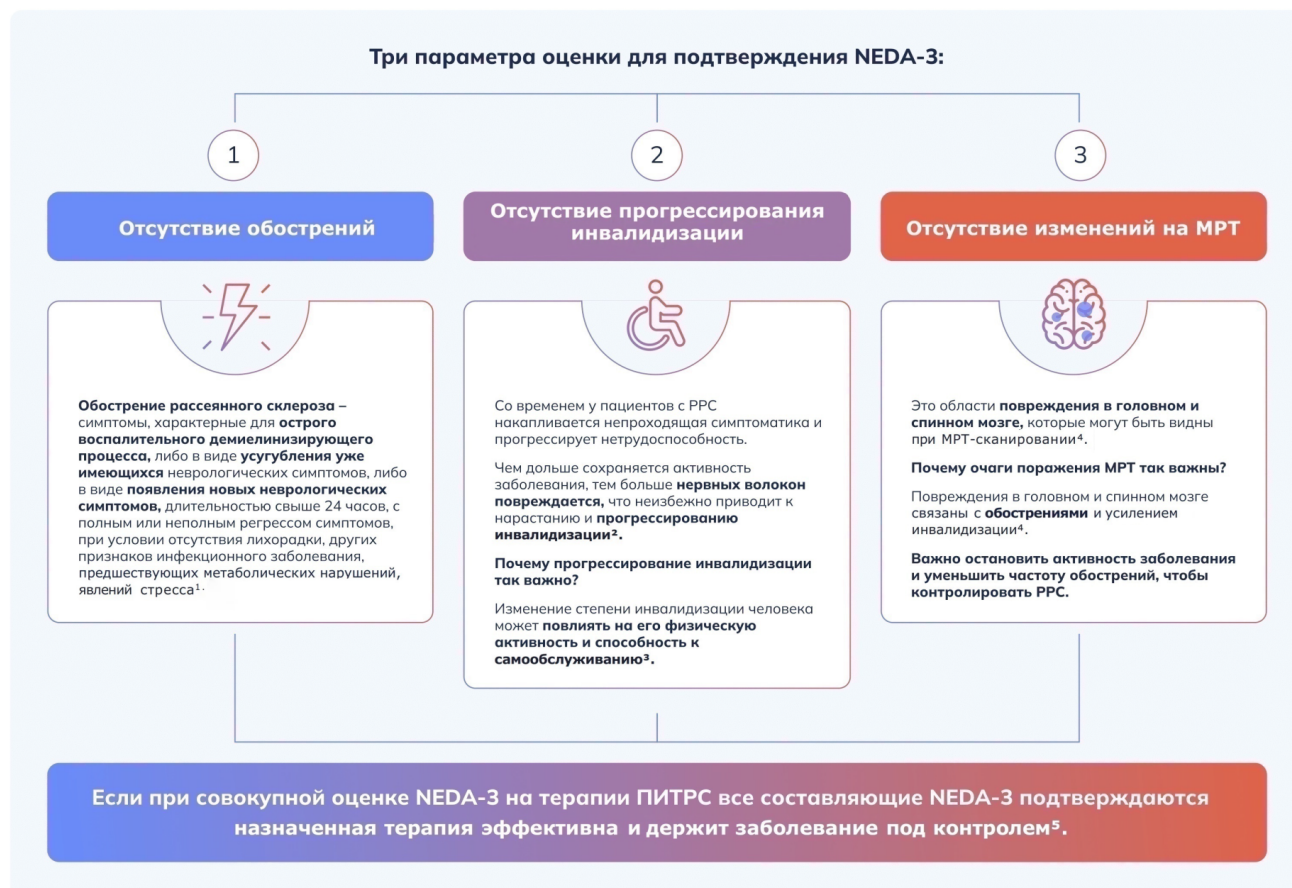 Три параметра оценки для подтверждения NEDA-3:
1
2
3
Отсутствие обострений
Отсутствие прогрессирования
инвалидизации
Отсутствие изменений на МРТ
Обострение рассеянного склероза –
симптомы, характерные для острого
воспалительного демиелинизирующего
процесса, либо в виде усугубления уже
имеющихся неврологических симптомов, либо
в виде появления новых неврологических
симптомов, длительностью свыше 24 часов, с
полным или неполным регрессом симптомов,
при условии отсутствия лихорадки, других
признаков инфекционного заболевания,
предшествующих метаболических нарушений,
явлений стресса¹·
Со временем у пациентов с РРС
накапливается непроходящая симптоматика и
прогрессирует нетрудоспособность.
Чем дольше сохраняется активность
заболевания, тем больше нервных волокон
повреждается, что неизбежно приводит к
нарастанию и прогрессированию
инвалидизации².
Почему прогрессирование инвалидизации
так важно?
Изменение степени инвалидизации человека
может повлиять на его физическую
активность и способность к
самообслуживанию³.
Это области повреждения в головном и
спинном мозге, которые могут быть видны
при МРТ-сканировании⁴.
Почему очаги поражения МРТ так важны?
Повреждения в головном и спинном мозге
связаны с обострениями и усилением
инвалидизации⁴.
Важно остановить активность заболевания
и уменьшить частоту обострений, чтобы
контролировать РРС.
Если при совокупной оценке NEDA-3 на терапии ПИТРС все составляющие NEDA-3 подтверждаются
назначенная терапия эффективна и держит заболевание под контролем⁵.